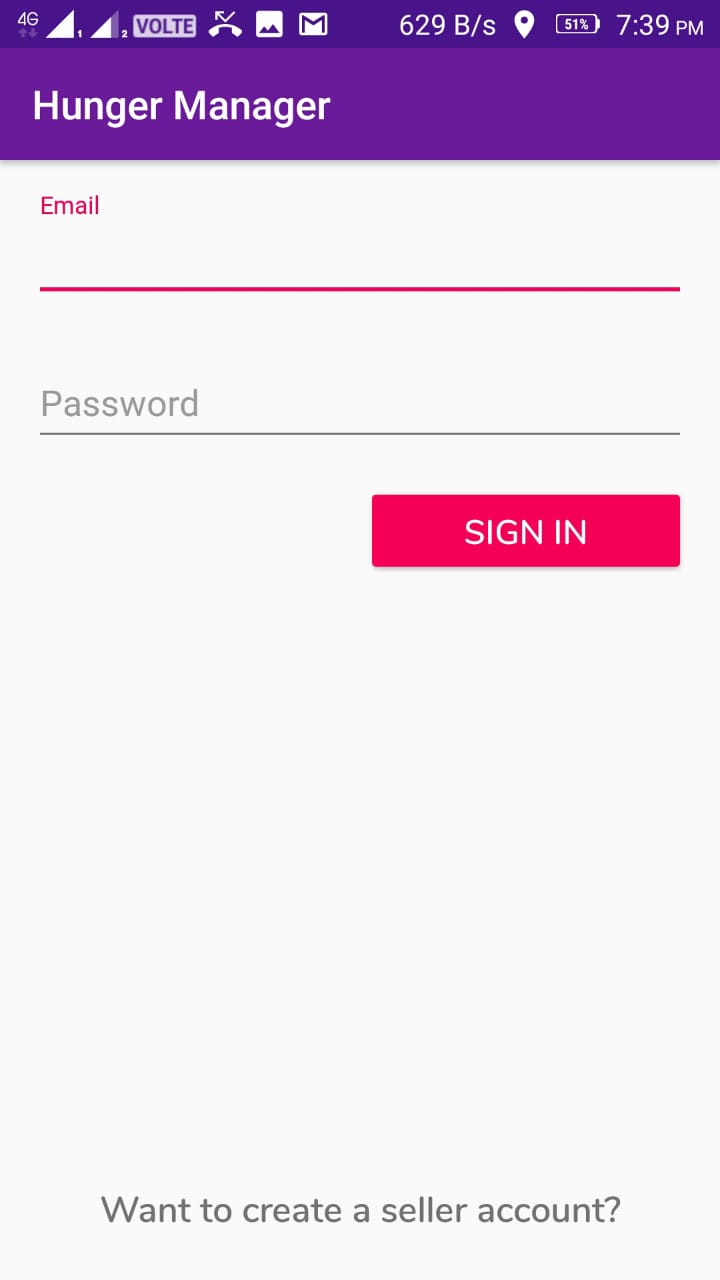 4G 1 2 VOLTE 629 B/s 51% 7:39 PM
Hunger Manager
Email
Password
SIGN IN
Want to create a seller account?